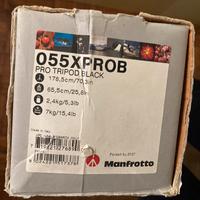 055XPROB
PRO TRIPOD BLACK
178,5cm/70,3in
65,5cm/25,8in
2,4kg/5,3lb
7kg/15,4lb
Manfrotto